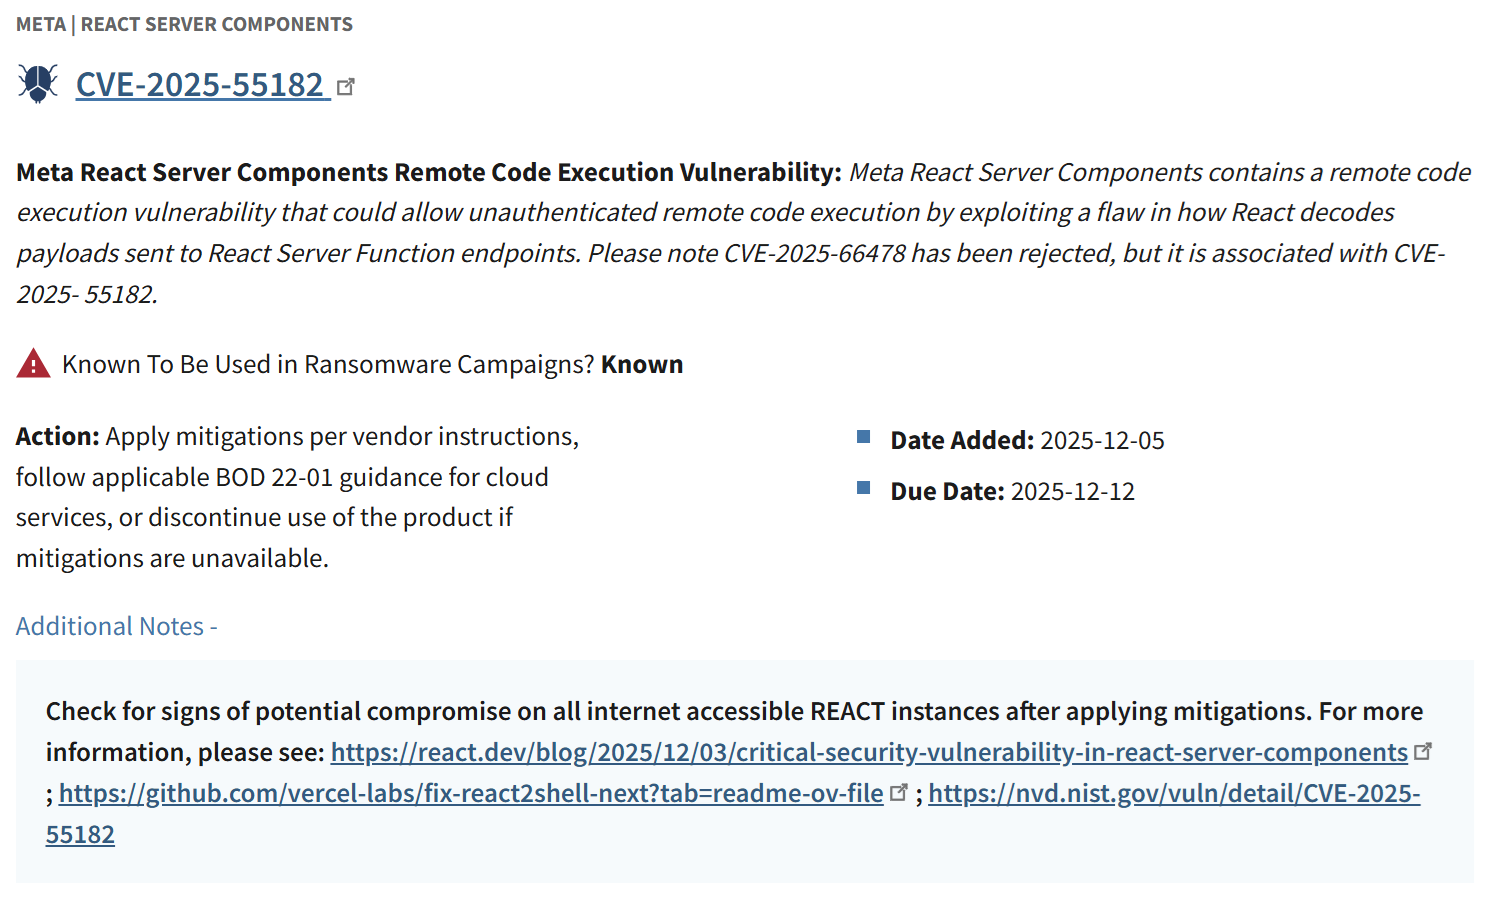 META | REACT SERVER COMPONENTS
CVE-2025-55182
Meta React Server Components Remote Code Execution Vulnerability: Meta React Server Components contains a remote code
execution vulnerability that could allow unauthenticated remote code execution by exploiting a flaw in how React decodes
payloads sent to React Server Function endpoints. Please note CVE-2025-66478 has been rejected, but it is associated with CVE-
2025- 55182.
Known To Be Used in Ransomware Campaigns? Known
Action: Apply mitigations per vendor instructions,
follow applicable BOD 22-01 guidance for cloud
services, or discontinue use of the product if
mitigations are unavailable.
Date Added: 2025-12-05
Due Date: 2025-12-12
Additional Notes -
Check for signs of potential compromise on all internet accessible REACT instances after applying mitigations. For more
information, please see: https://react.dev/blog/2025/12/03/critical-security-vulnerability-in-react-server-components
; https://github.com/vercel-labs/fix-react2shell-next?tab=readme-ov-file ; https://nvd.nist.gov/vuln/detail/CVE-2025-
55182